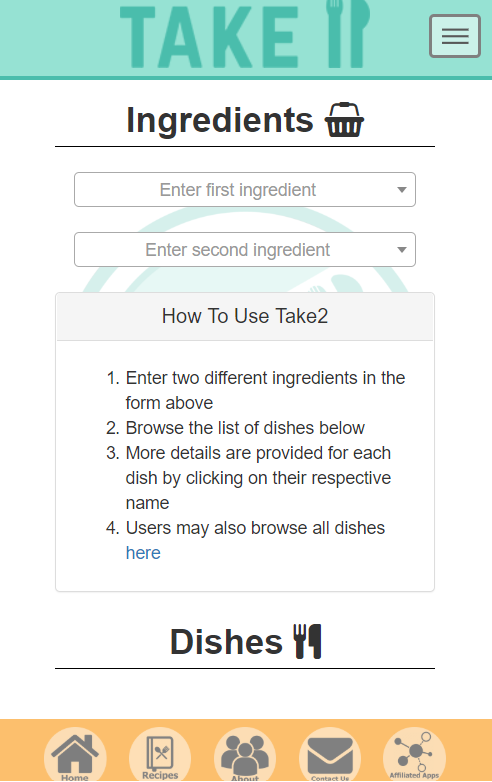 TAKE
Ingredients
Enter first ingredient
Enter second ingredient
How To Use Take2
1. Enter two different ingredients in the
form above
2. Browse the list of dishes below
3. More details are provided for each
dish by clicking on their respective
name
4. Users may also browse all dishes
here
Dishes
Home
Recipes
About
Contact Us
Affiliated Apps